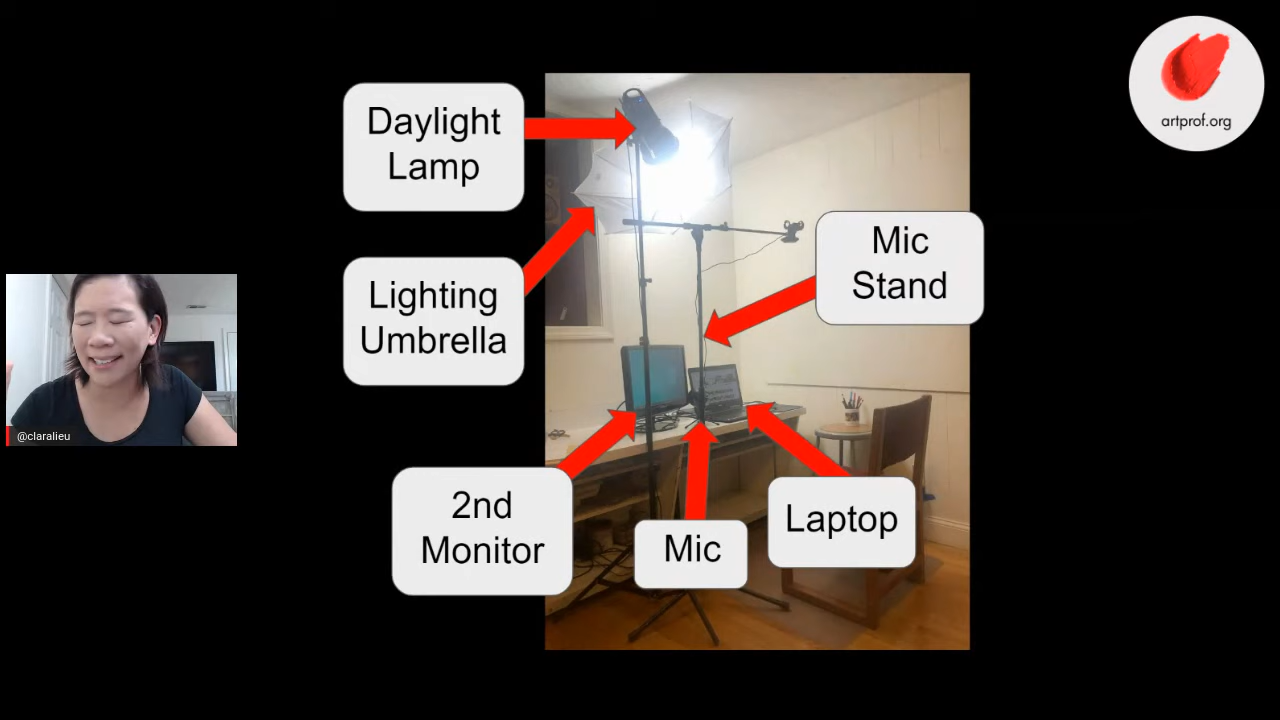 artprof.org
Daylight
Lamp
Lighting
Umbrella
Mic
Stand
@claralieu
2nd
Monitor
Mic
Laptop